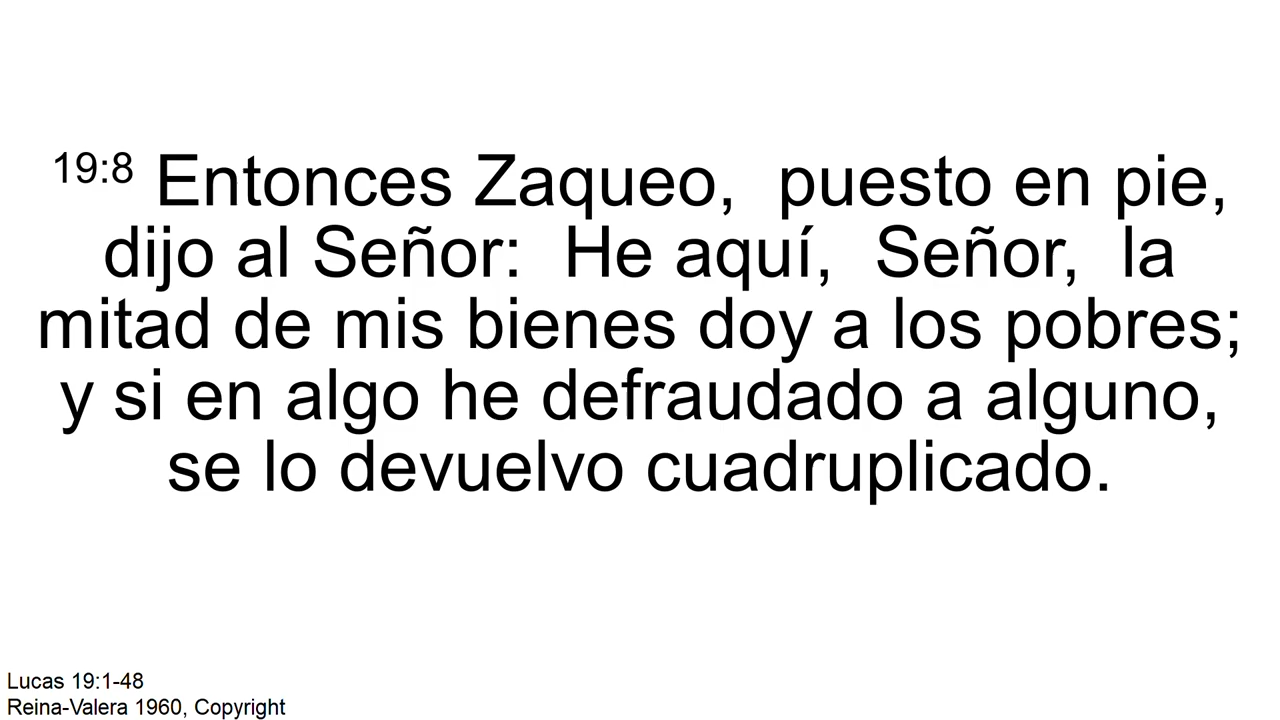 19:8 Entonces Zaqueo,  puesto en pie,
dijo al Señor:  He aquí,  Señor,  la
mitad de mis bienes doy a los pobres;
y si en algo he defraudado a alguno,
se lo devuelvo cuadruplicado.
Lucas 19:1-48
Reina-Valera 1960, Copyright